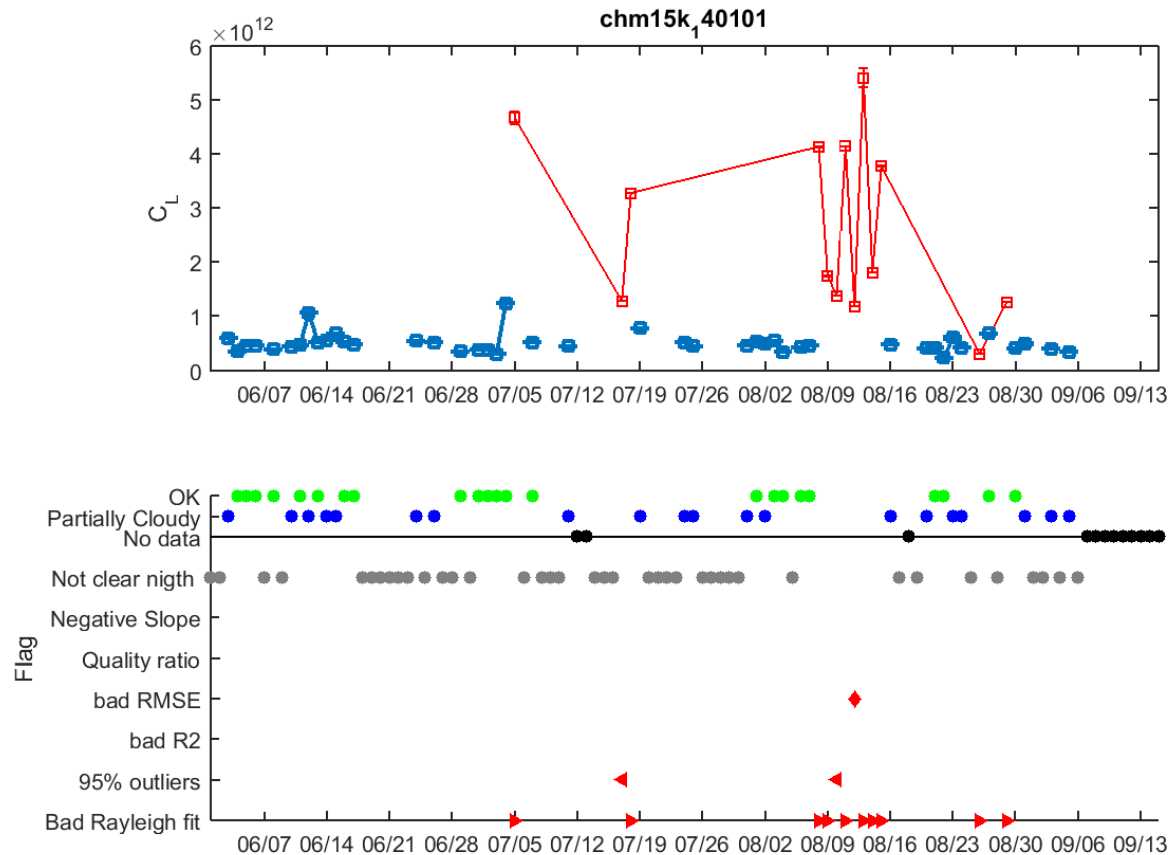 chm15k_140101
×10^12
C_L
6
5
4
3
2
1
0
06/07 06/14 06/21 06/28 07/05 07/12 07/19 07/26 08/02 08/09 08/16 08/23 08/30 09/06 09/13
Flag
OK
Partially Cloudy
No data
Not clear nigth
Negative Slope
Quality ratio
bad RMSE
bad R2
95% outliers
Bad Rayleigh fit
06/07 06/14 06/21 06/28 07/05 07/12 07/19 07/26 08/02 08/09 08/16 08/23 08/30 09/06 09/13